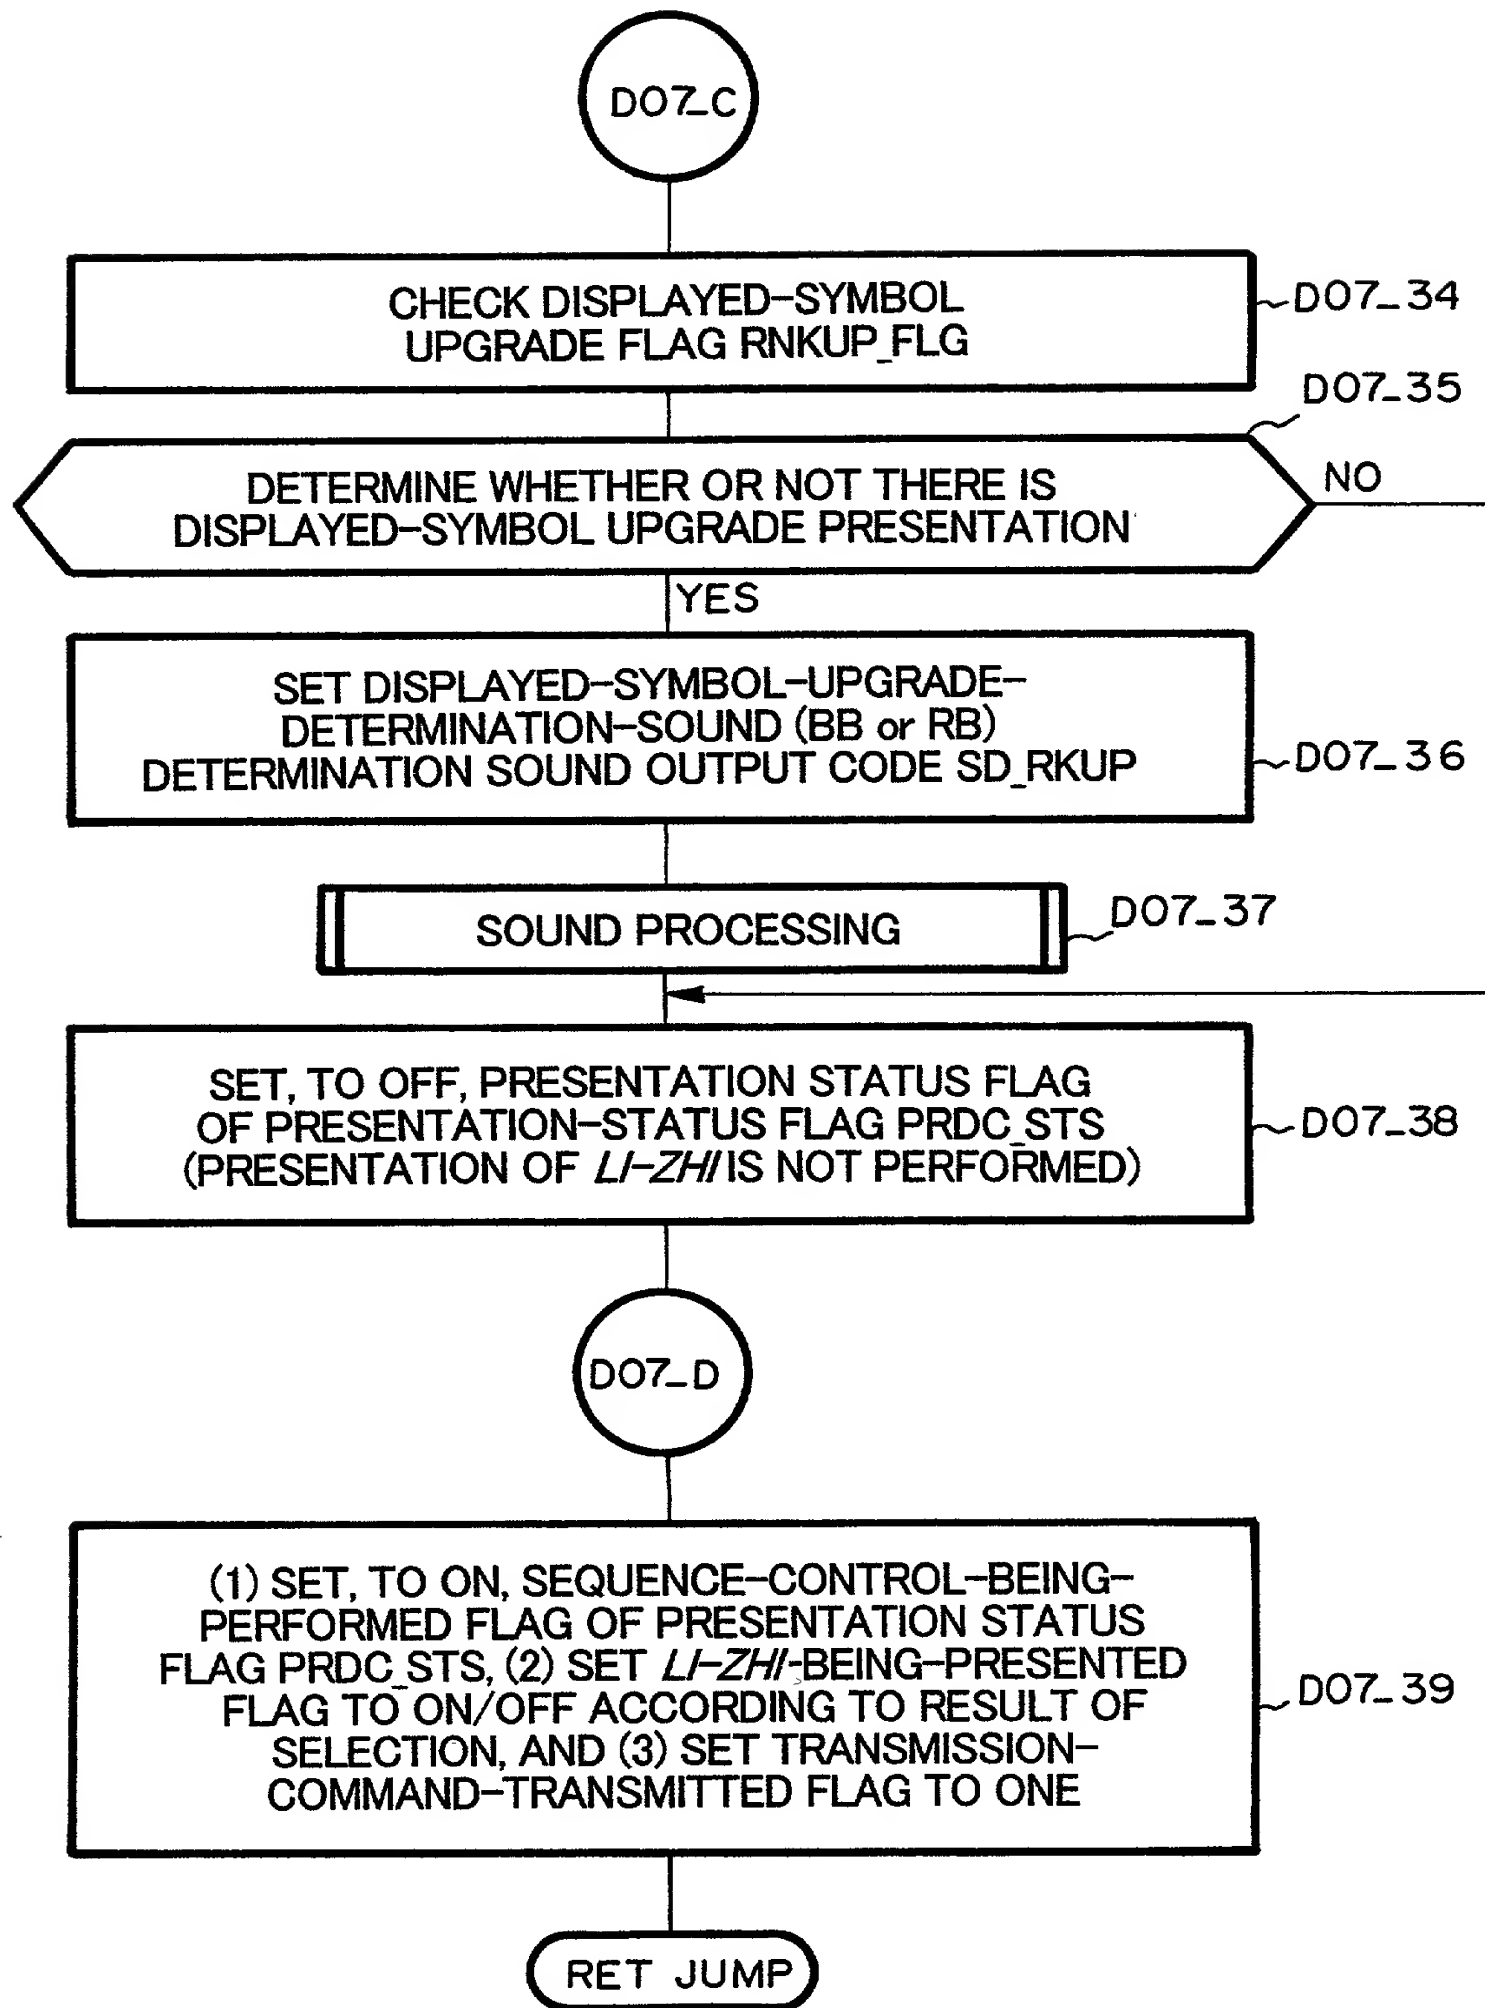 D07_C
CHECK DISPLAYED-SYMBOL
UPGRADE FLAG RNKUP_FLG
D07_34
D07_35
DETERMINE WHETHER OR NOT THERE IS
DISPLAYED-SYMBOL UPGRADE PRESENTATION
NO
YES
SET DISPLAYED-SYMBOL-UPGRADE-
DETERMINATION-SOUND (BB or RB)
DETERMINATION SOUND OUTPUT CODE SD_RKUP
D07_36
SOUND PROCESSING
D07_37
SET, TO OFF, PRESENTATION STATUS FLAG
OF PRESENTATION-STATUS FLAG PRDC_STS
(PRESENTATION OF LI-ZHI IS NOT PERFORMED)
D07_38
D07_D
(1) SET, TO ON, SEQUENCE-CONTROL-BEING-
PERFORMED FLAG OF PRESENTATION STATUS
FLAG PRDC_STS, (2) SET LI-ZHI-BEING-PRESENTED
FLAG TO ON/OFF ACCORDING TO RESULT OF
SELECTION, AND (3) SET TRANSMISSION-
COMMAND-TRANSMITTED FLAG TO ONE
D07_39
RET JUMP